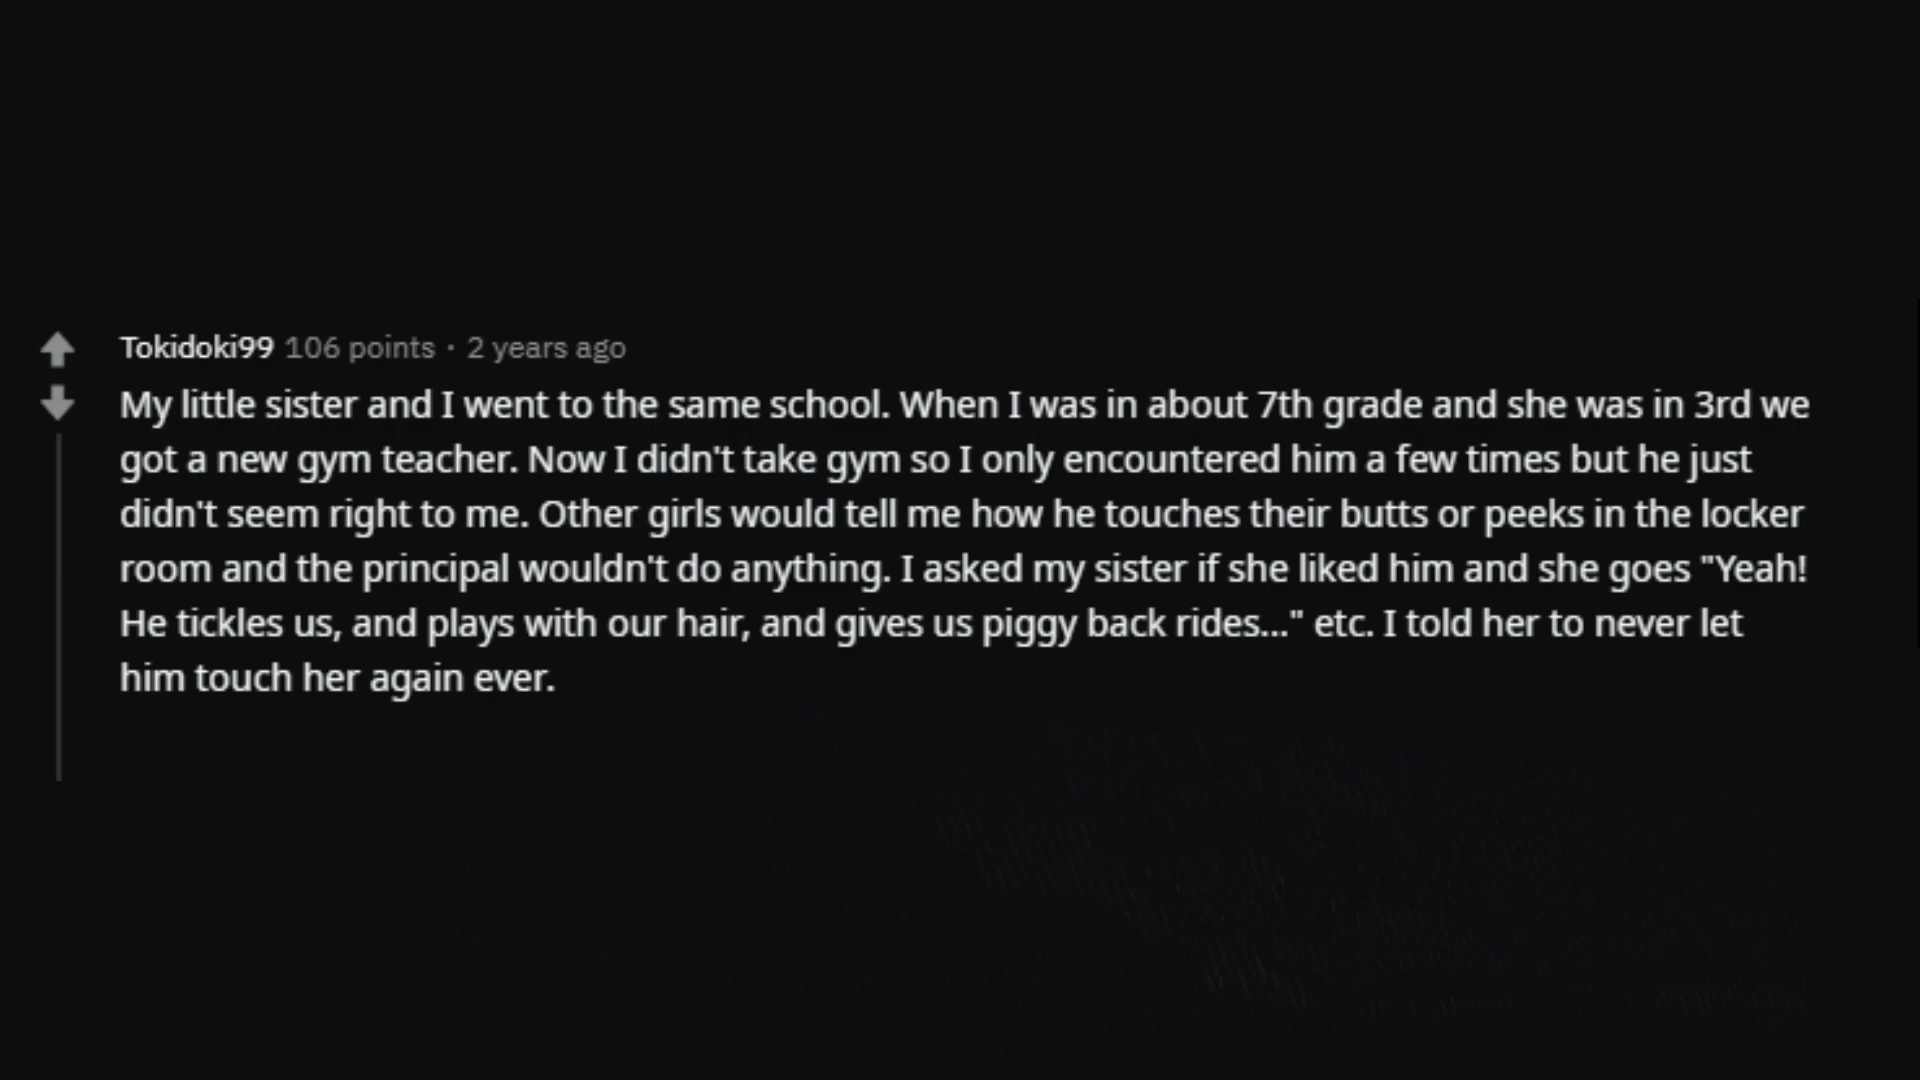 Tokidoki99 106 points · 2 years ago
My little sister and I went to the same school. When I was in about 7th grade and she was in 3rd we
got a new gym teacher. Now I didn't take gym so I only encountered him a few times but he just
didn't seem right to me. Other girls would tell me how he touches their butts or peeks in the locker
room and the principal wouldn't do anything. I asked my sister if she liked him and she goes "Yeah!
He tickles us, and plays with our hair, and gives us piggy back rides..." etc. I told her to never let
him touch her again ever.